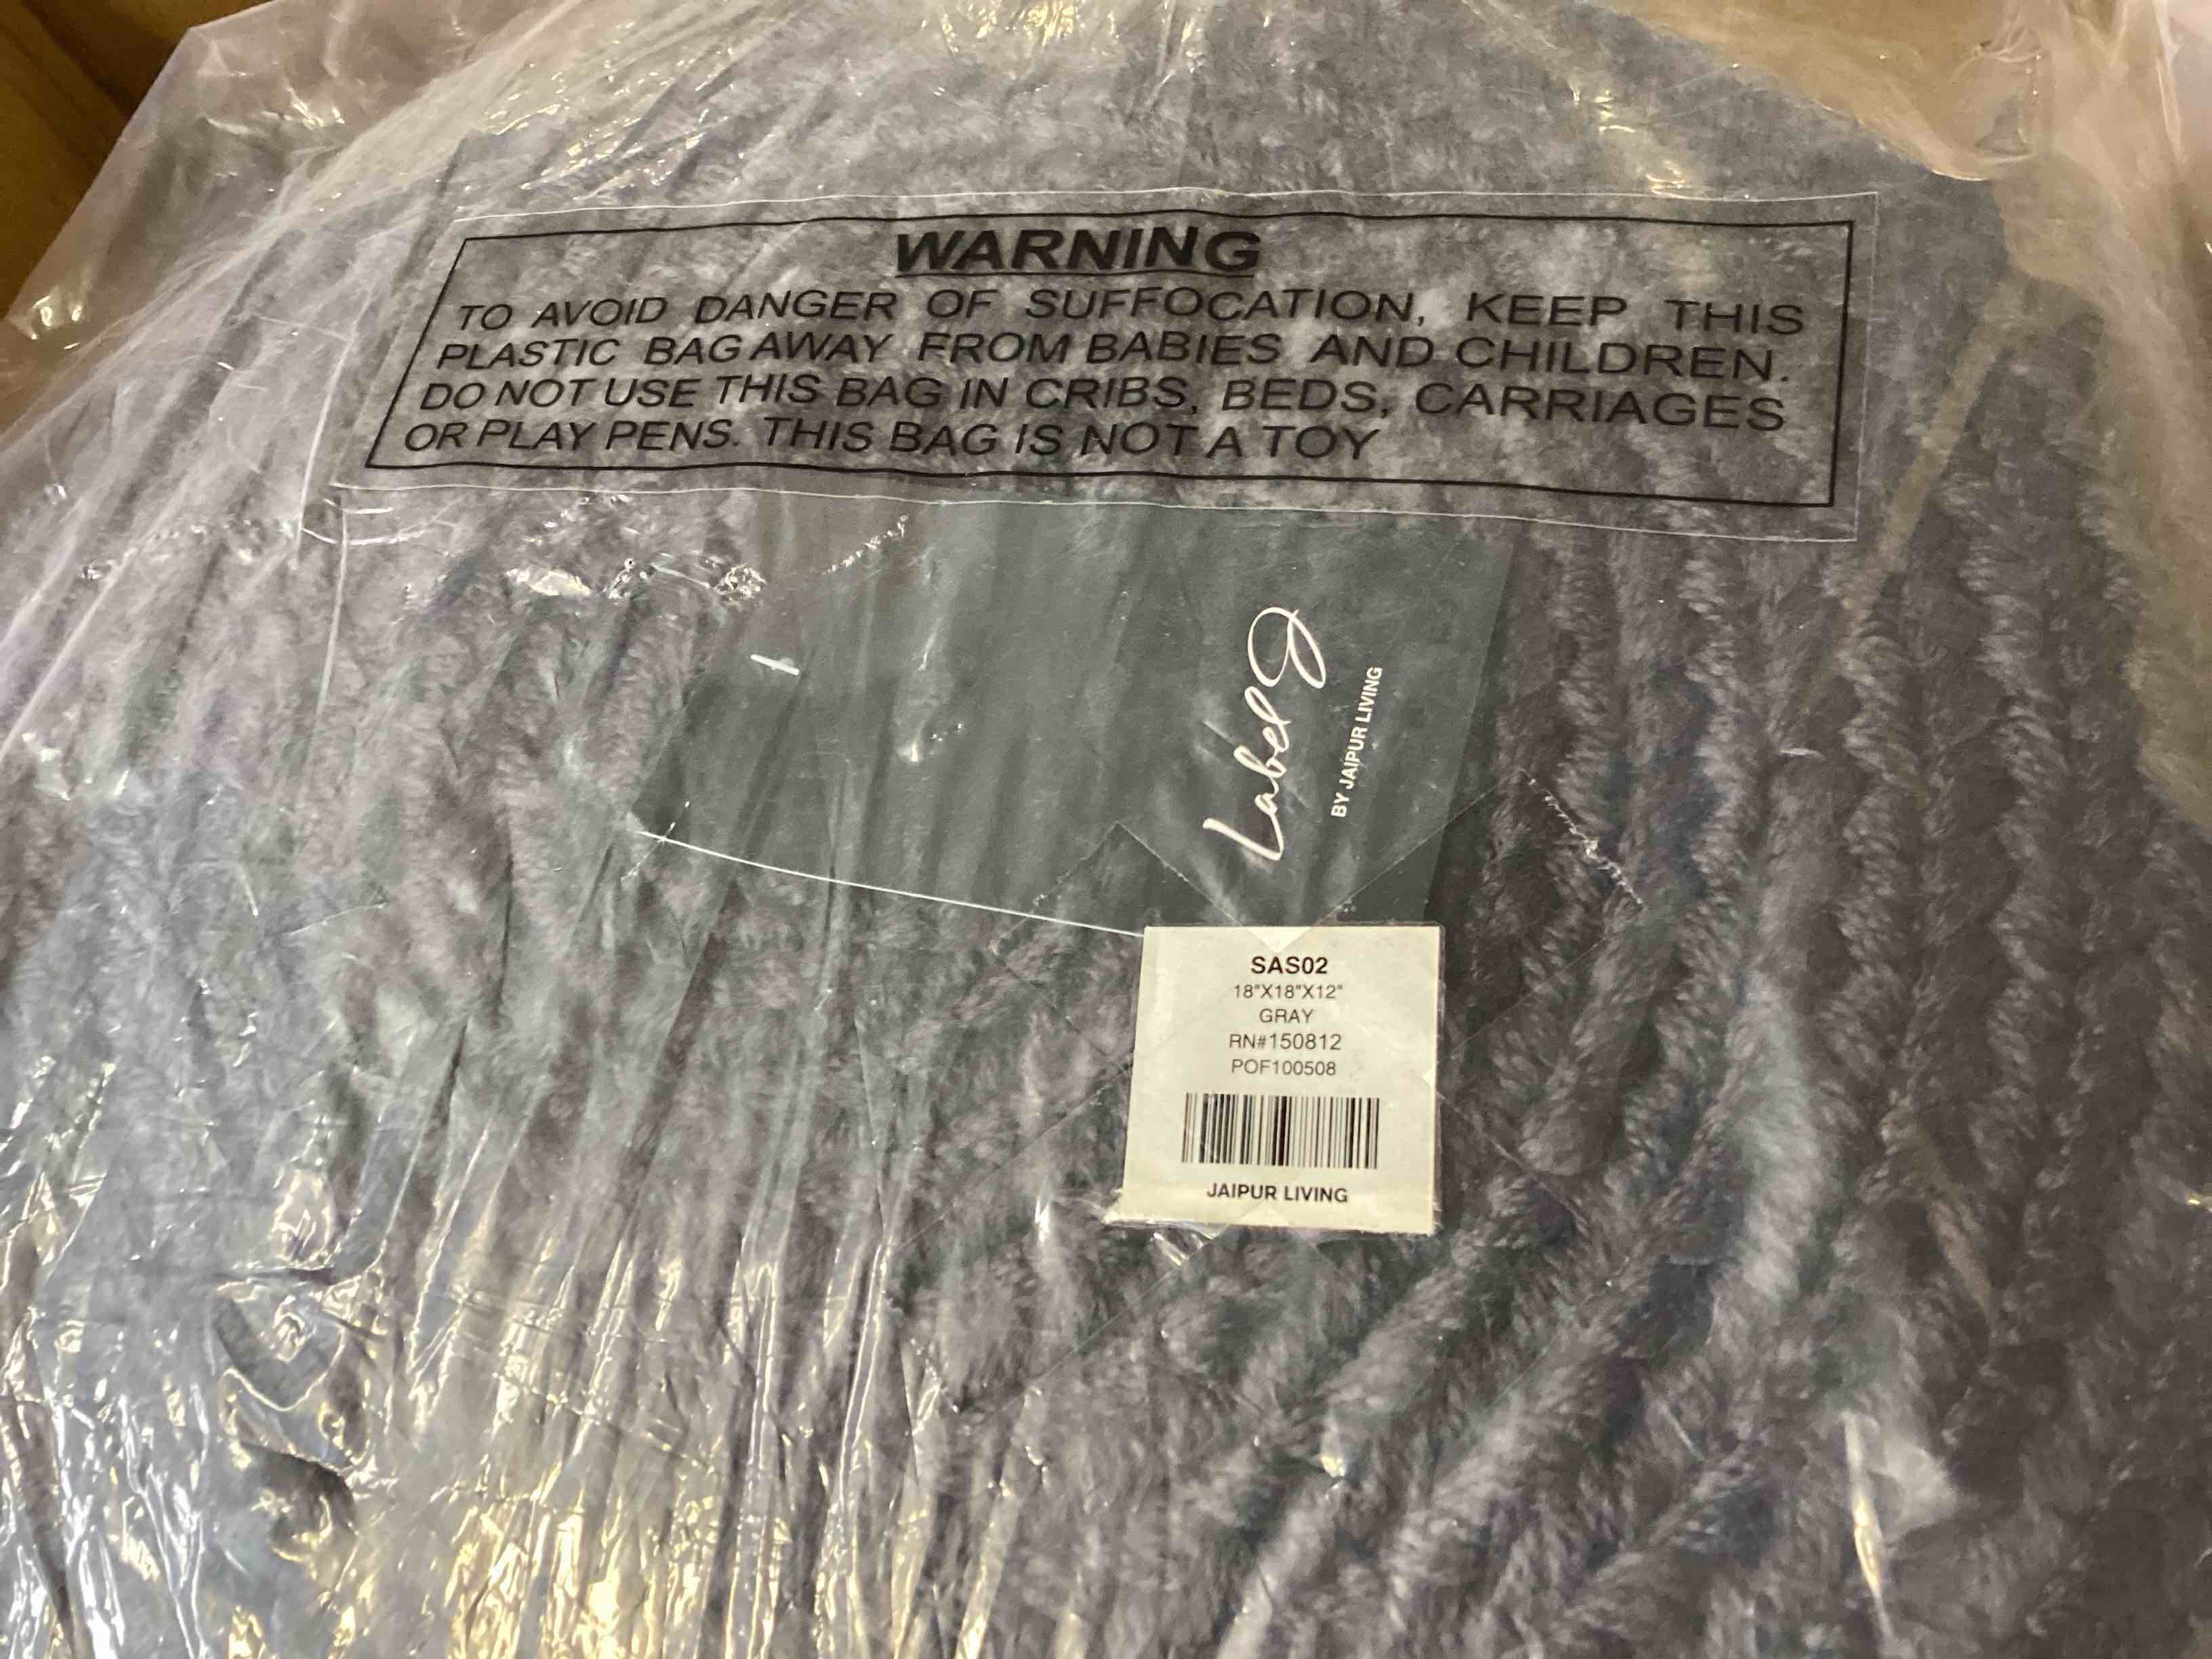 WARNING
TO AVOID DANGER OF SUFFOCATION, KEEP THIS
PLASTIC BAG AWAY FROM BABIES AND CHILDREN.
DO NOT USE THIS BAG IN CRIBS, BEDS, CARRIAGES
OR PLAY PENS. THIS BAG IS NOT A TOY
Label J
BY JAIPUR LIVING
SAS02
18"X18"X12"
GRAY
RN#150812
POF100508
JAIPUR LIVING